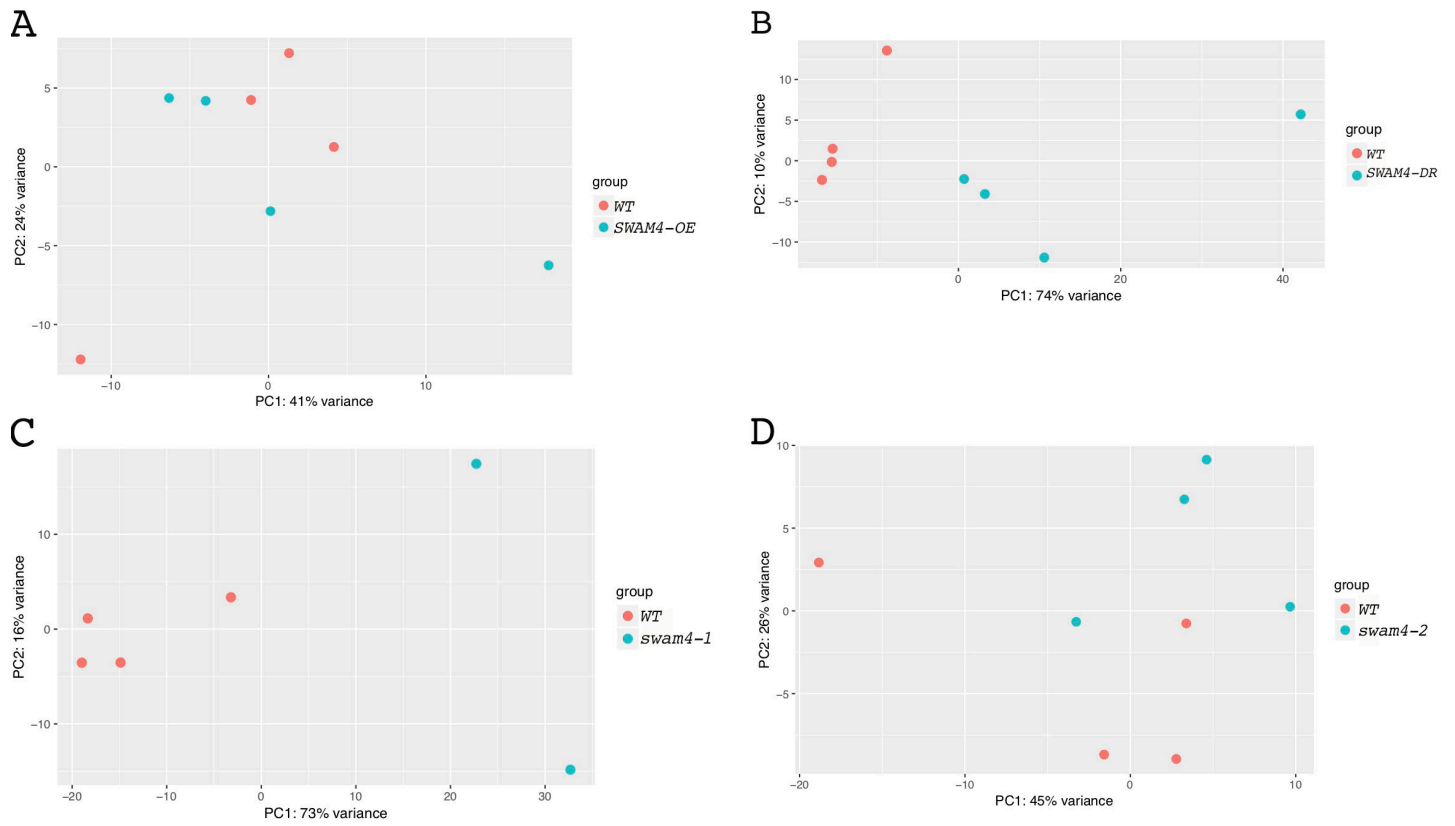 A
PC2: 24% variance
5
0
−5
−10
−10
0
10
PC1: 41% variance
group
WT
SWAM4-OE
B
PC2: 10% variance
10
5
0
−5
−10
0
20
40
PC1: 74% variance
group
WT
SWAM4-DR
C
PC2: 16% variance
10
0
−10
−20
−10
0
10
20
30
PC1: 73% variance
group
WT
swam4-1
D
PC2: 26% variance
10
5
0
−5
−20
−10
0
10
PC1: 45% variance
group
WT
swam4-2